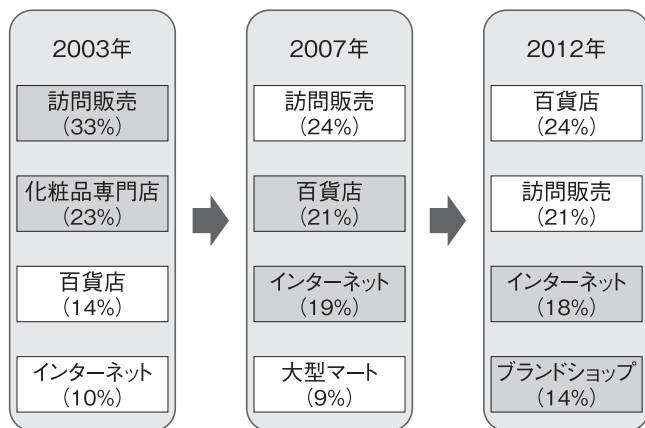 2003年
訪問販売
(33%)
化粧品専門店
(23%)
百貨店
(14%)
インターネット
(10%)
2007年
訪問販売
(24%)
百貨店
(21%)
インターネット
(19%)
大型マート
(9%)
2012年
百貨店
(24%)
訪問販売
(21%)
インターネット
(18%)
ブランドショップ
(14%)